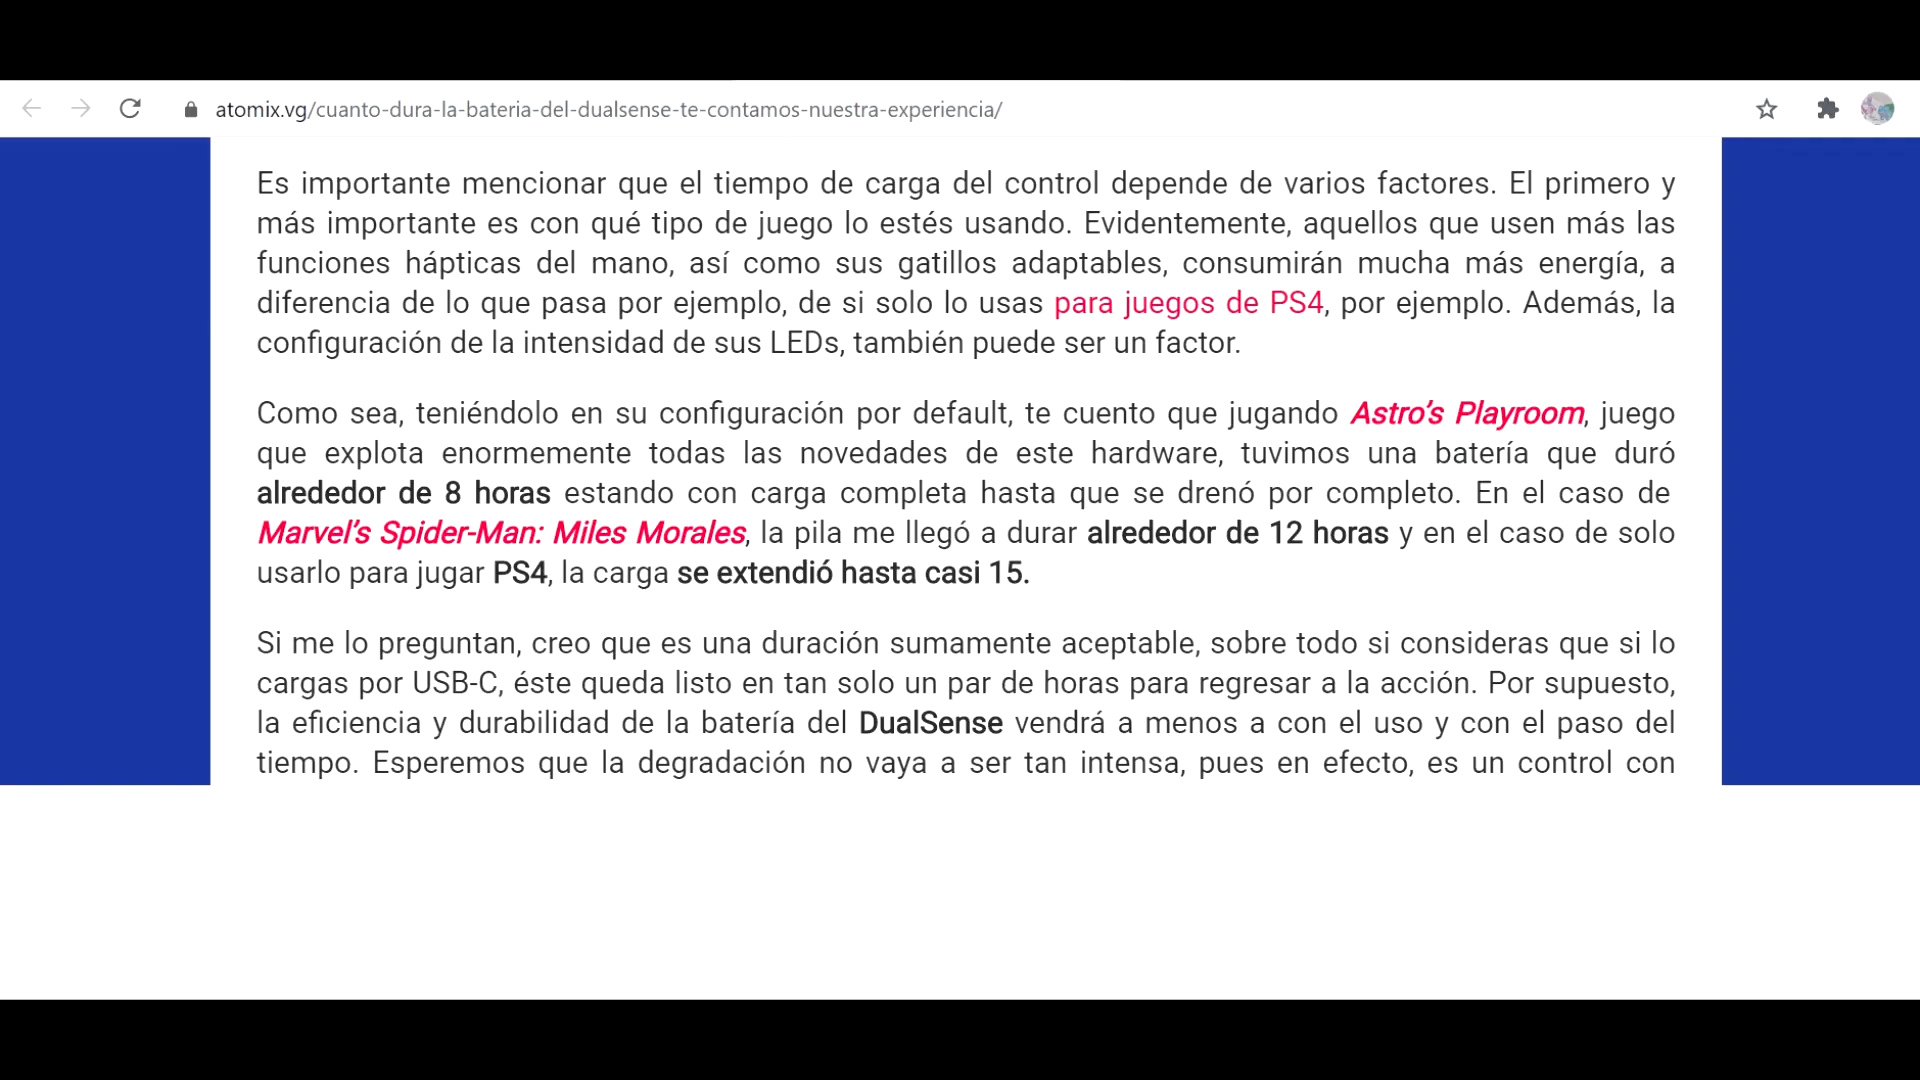 atomix.vg/cuanto-dura-la-bateria-del-dualsense-te-contamos-nuestra-experiencia/
Es importante mencionar que el tiempo de carga del control depende de varios factores. El primero y
más importante es con qué tipo de juego lo estés usando. Evidentemente, aquellos que usen más las
funciones hápticas del mano, así como sus gatillos adaptables, consumirán mucha más energía, a
diferencia de lo que pasa por ejemplo, de si solo lo usas para juegos de PS4, por ejemplo. Además, la
configuración de la intensidad de sus LEDs, también puede ser un factor.
Como sea, teniéndolo en su configuración por default, te cuento que jugando Astro’s Playroom, juego
que explota enormemente todas las novedades de este hardware, tuvimos una batería que duró
alrededor de 8 horas estando con carga completa hasta que se drenó por completo. En el caso de
Marvel’s Spider-Man: Miles Morales, la pila me llegó a durar alrededor de 12 horas y en el caso de solo
usarlo para jugar PS4, la carga se extendió hasta casi 15.
Si me lo preguntan, creo que es una duración sumamente aceptable, sobre todo si consideras que si lo
cargas por USB-C, éste queda listo en tan solo un par de horas para regresar a la acción. Por supuesto,
la eficiencia y durabilidad de la batería del DualSense vendrá a menos a con el uso y con el paso del
tiempo. Esperemos que la degradación no vaya a ser tan intensa, pues en efecto, es un control con